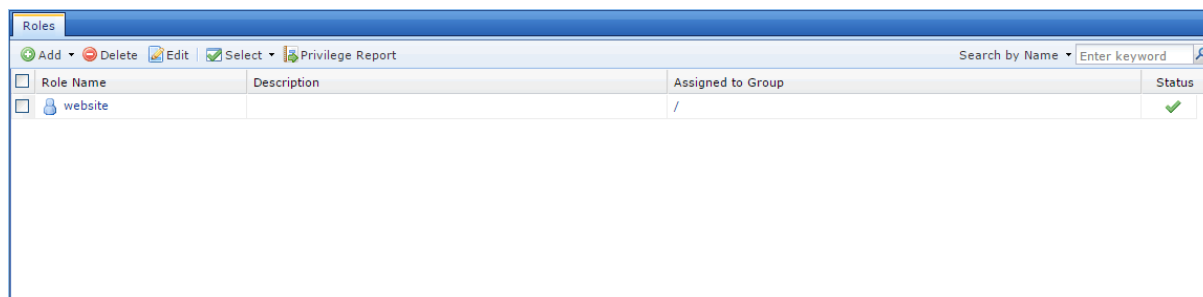 Roles
Add Delete Edit Select Privilege Report Search by Name Enter keyword
Role Name Description Assigned to Group Status
website /